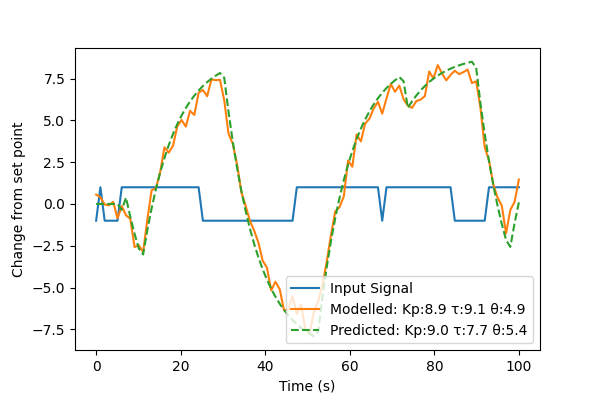 Change from set point
7.5
5.0
2.5
0.0
−2.5
−5.0
−7.5
Input Signal
Modelled: Kp:8.9 τ:9.1 θ:4.9
Predicted: Kp:9.0 τ:7.7 θ:5.4
0 20 40 60 80 100
Time (s)